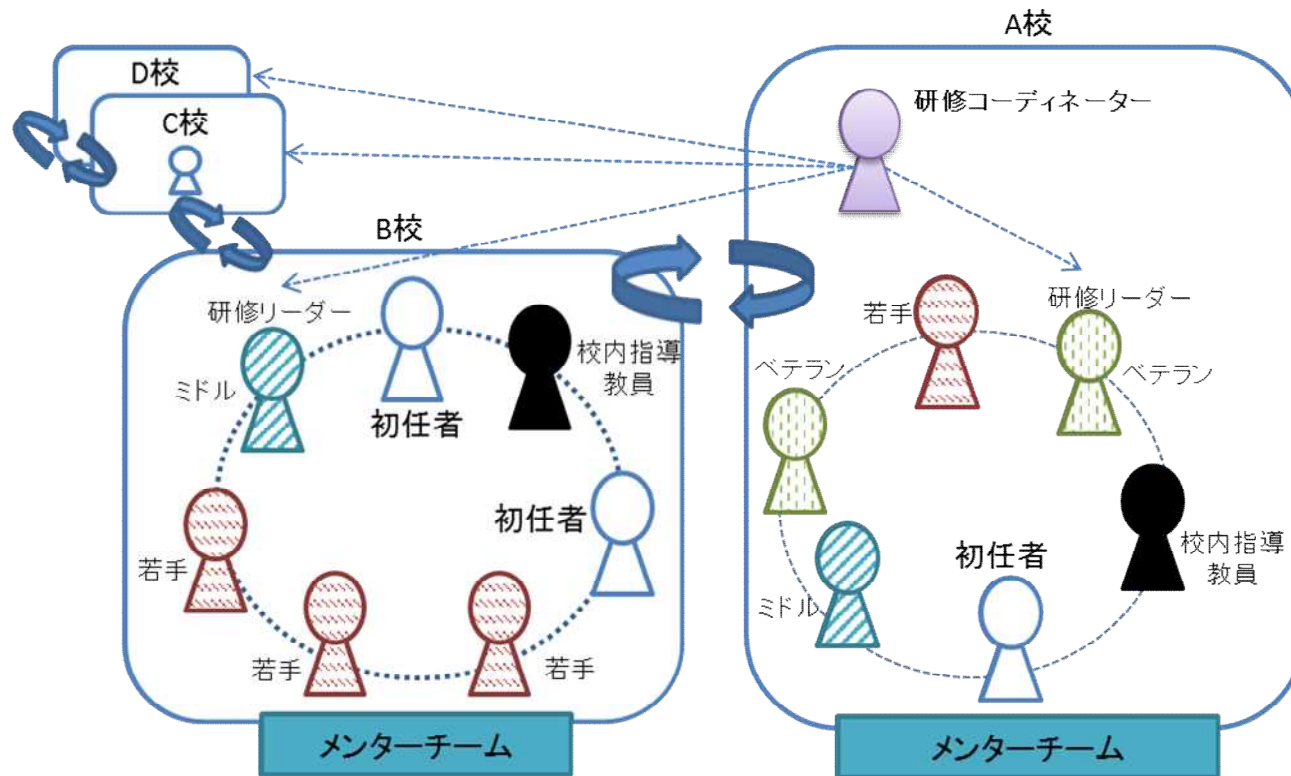 A校
研修コーディネーター
D校
C校
B校
研修リーダー
ミドル
初任者
校内指導
教員
初任者
若手
若手
若手
メンターチーム
若手
研修リーダー
ベテラン
ベテラン
校内指導
教員
初任者
ミドル
メンターチーム